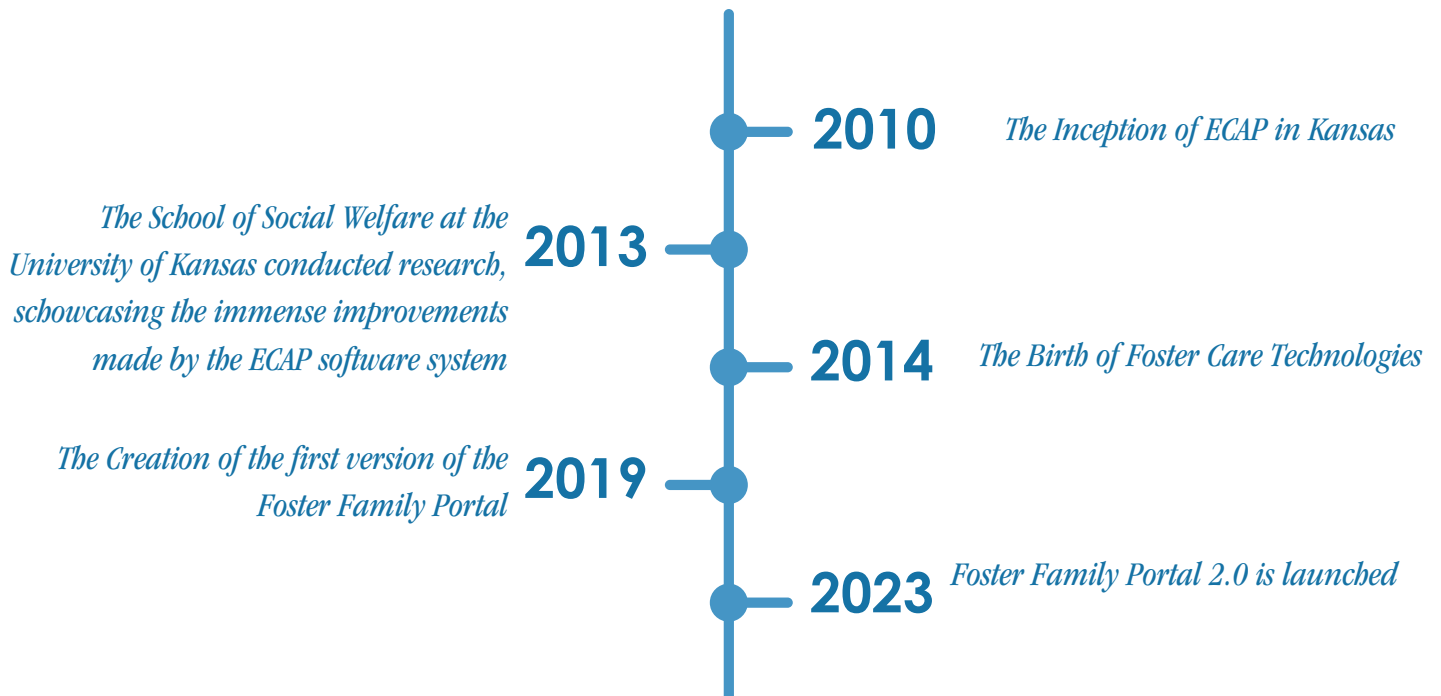 2010
The Inception of ECAP in Kansas
2013
The School of Social Welfare at the
University of Kansas conducted research,
schowcasing the immense improvements
made by the ECAP software system
2014
The Birth of Foster Care Technologies
2019
The Creation of the first version of the
Foster Family Portal
2023
Foster Family Portal 2.0 is launched